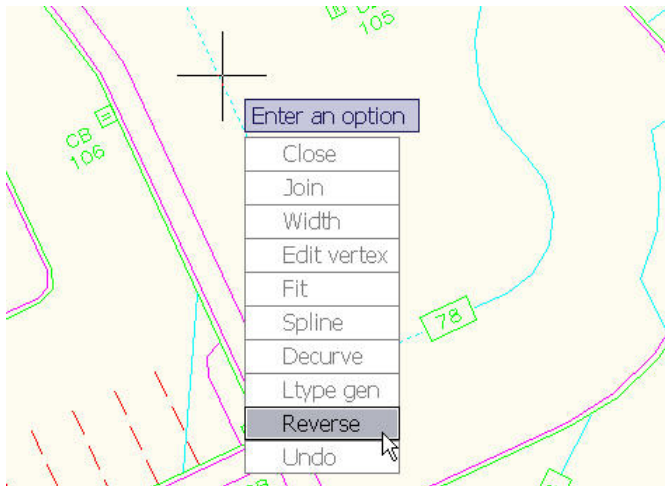 CB
105
Enter an option
CB
106
Close
Join
Width
Edit vertex
Fit
Spline
78
Decurve
Ltype gen
Reverse
Undo